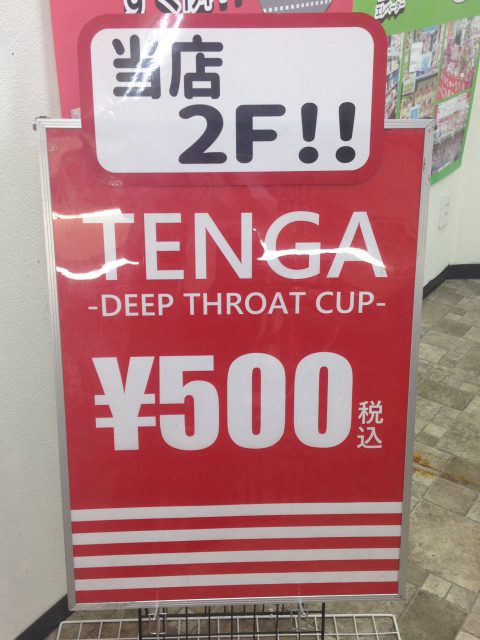 当店
2F!!
TENGA
-DEEP THROAT CUP-
¥500 税込